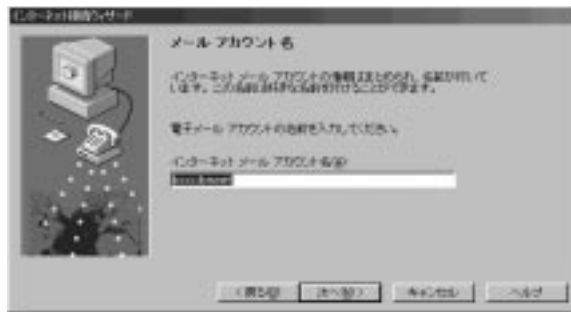 インターネット接続ウィザード
メール アカウント名
インターネット メール アカウントの情報はまとめられ、名前が付いて
います。この名前は好きな名前を付けることができます。
電子メール アカウントの名前を入力してください。
インターネット メール アカウント名(A)
< 戻る(B)
次へ(N) >
キャンセル
ヘルプ